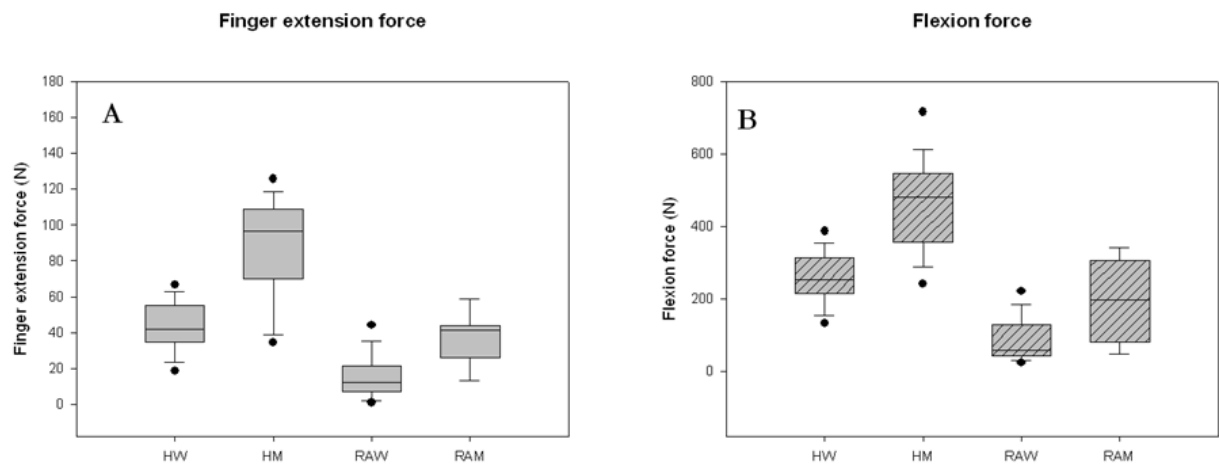 Finger extension force
A
Finger extension force (N)
180
160
140
120
100
80
60
40
20
0
HW HM RAW RAM
Flexion force
B
Flexion force (N)
800
600
400
200
0
HW HM RAW RAM